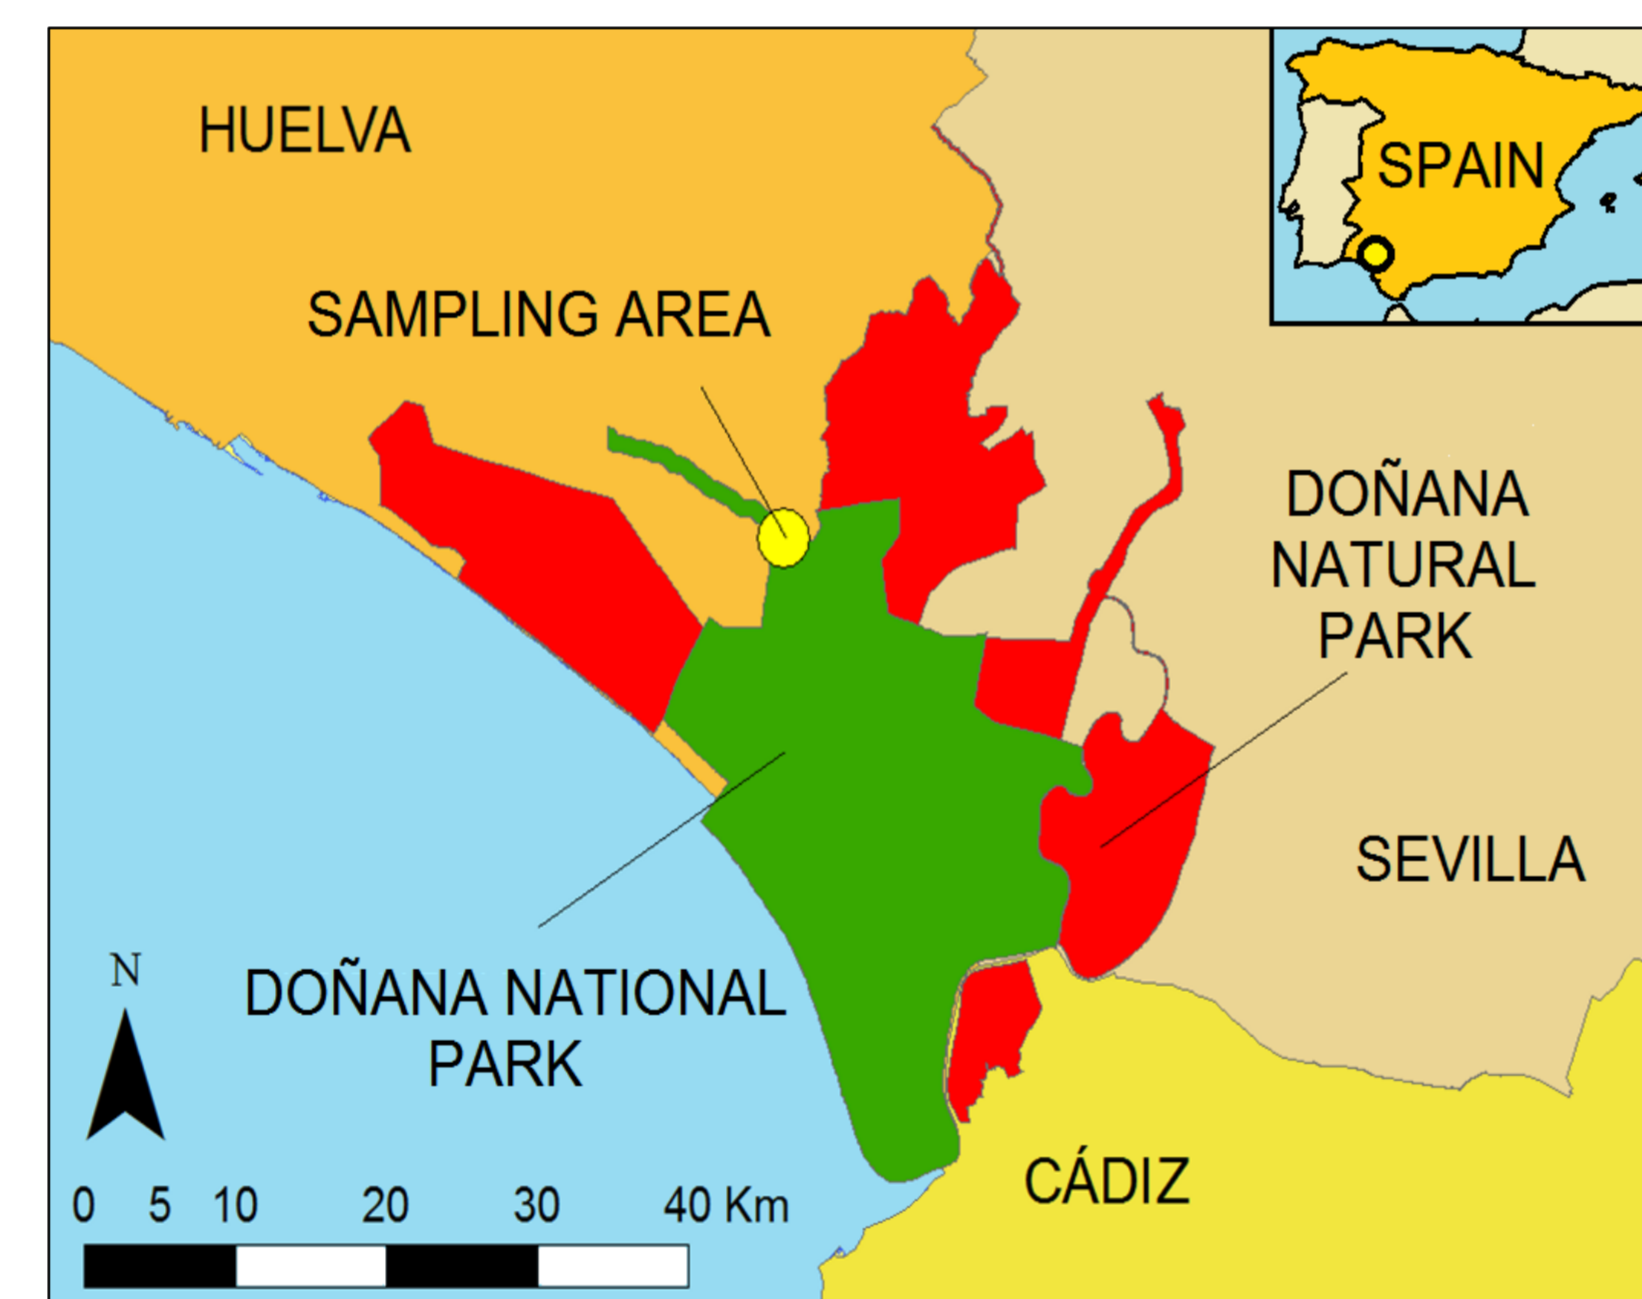 HUELVA
SPAIN
SAMPLING AREA
DOÑANA
NATURAL
PARK
SEVILLA
DOÑANA NATIONAL
PARK
N
CÁDIZ
0 5 10 20 30 40 Km